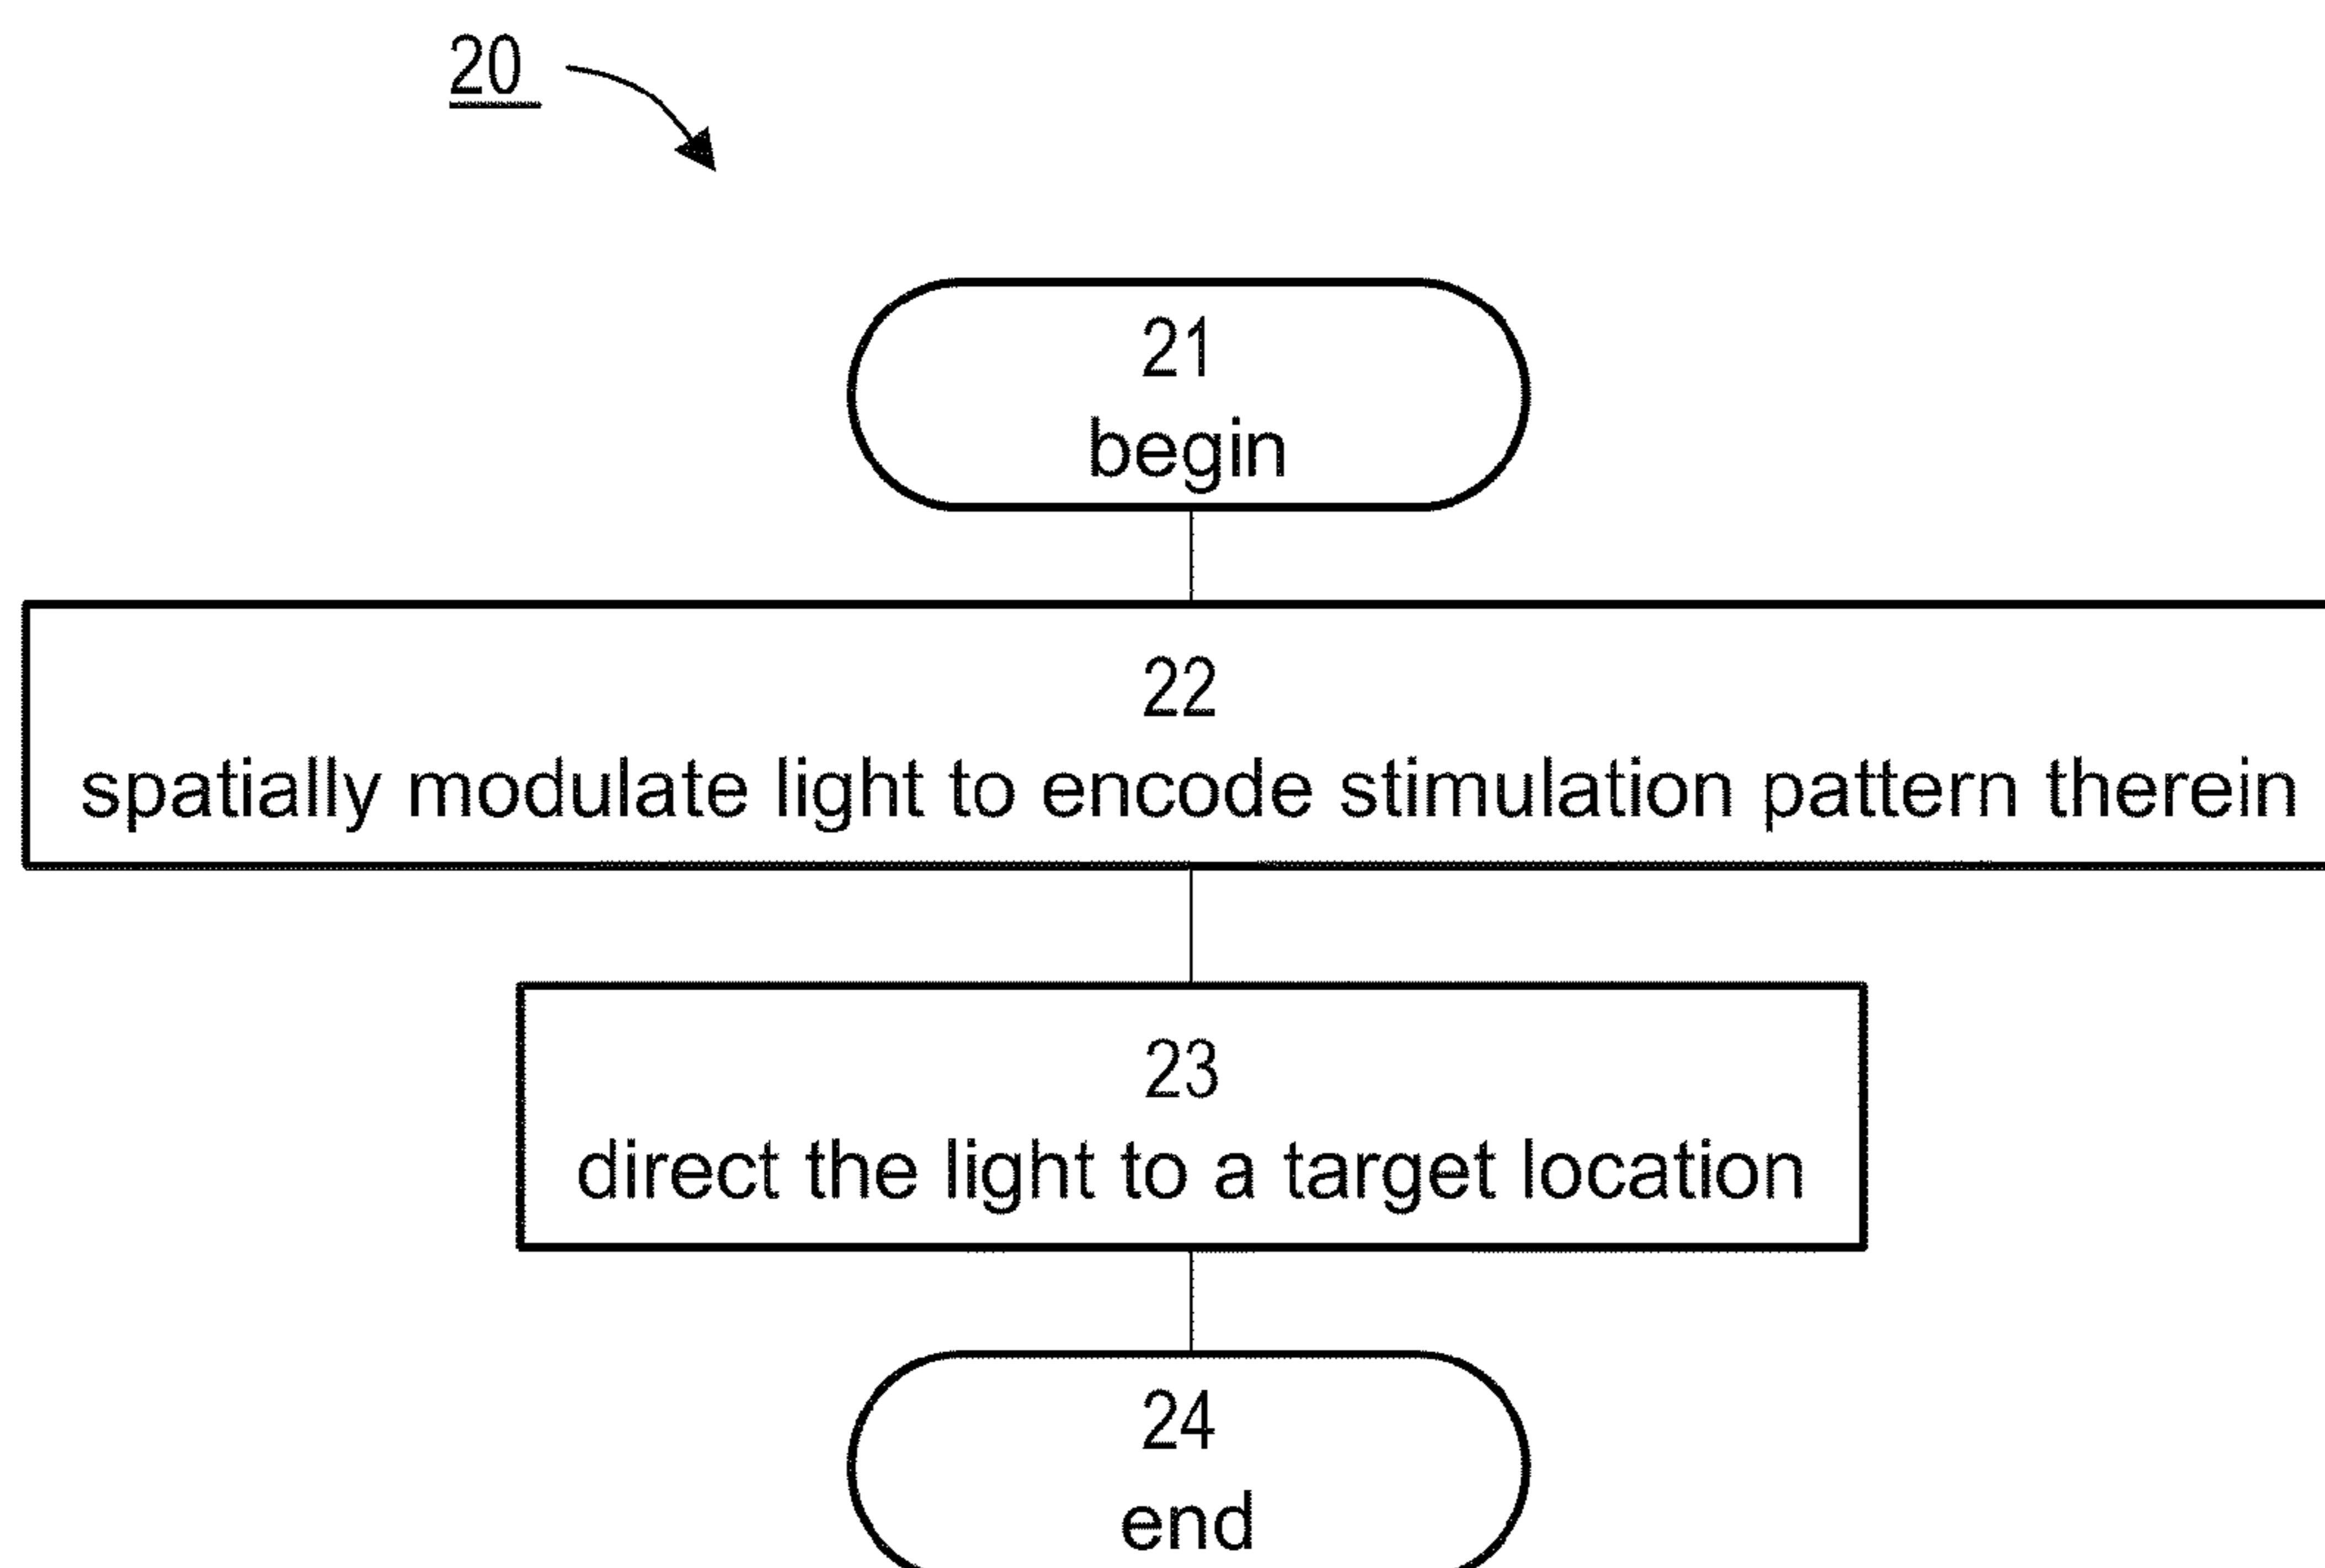 20
21
begin
22
spatially modulate light to encode stimulation pattern therein
23
direct the light to a target location
24
end